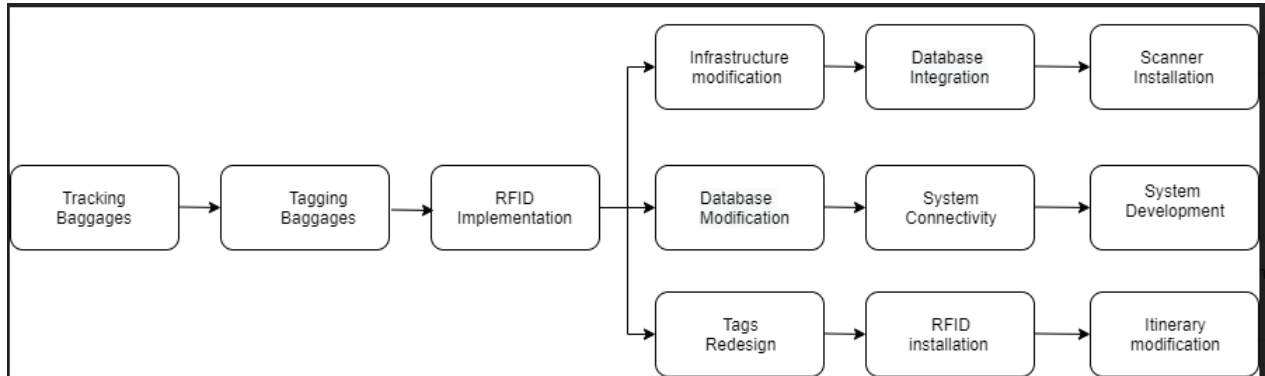 Infrastructure
modification
Database
Integration
Scanner
Installation
Tracking
Baggages
Tagging
Baggages
RFID
Implementation
Database
Modification
System
Connectivity
System
Development
Tags
Redesign
RFID
installation
Itinerary
modification